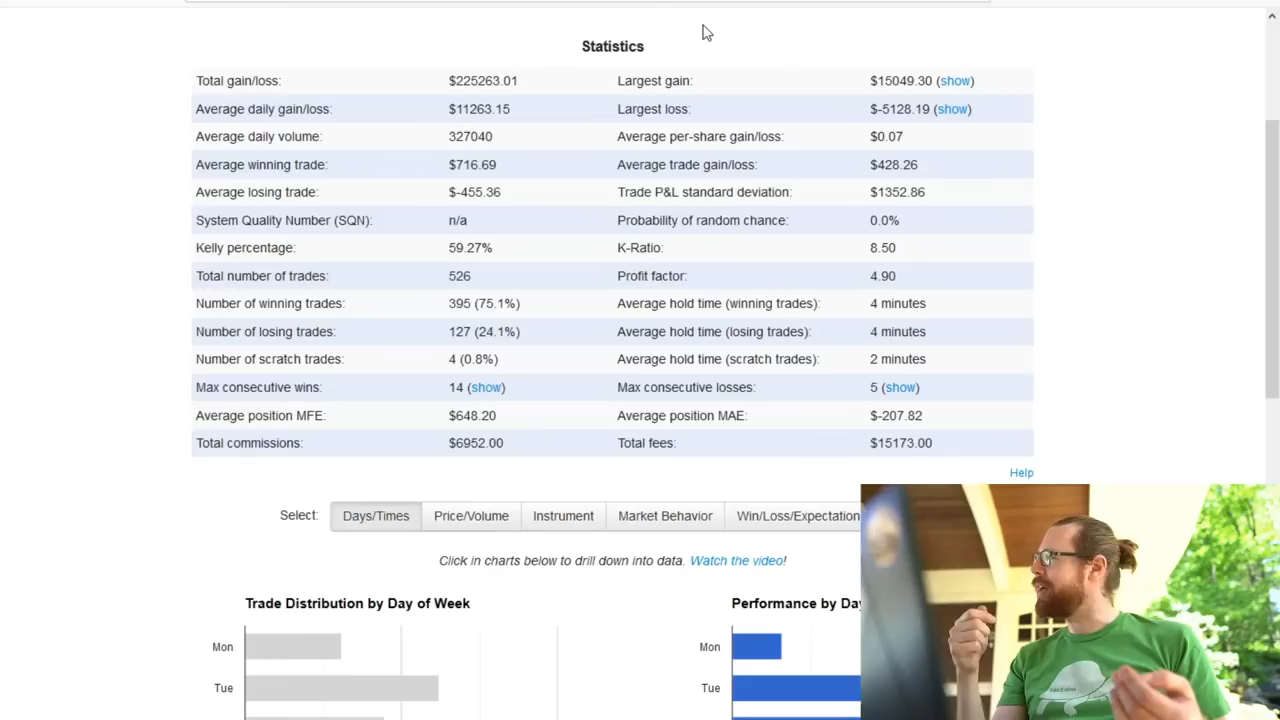 Statistics
Total gain/loss: $225263.01 Largest gain: $15049.30 (show)
Average daily gain/loss: $11263.15 Largest loss: $-5128.19 (show)
Average daily volume: 327040 Average per-share gain/loss: $0.07
Average winning trade: $716.69 Average trade gain/loss: $428.26
Average losing trade: $-455.36 Trade P&L standard deviation: $1352.86
System Quality Number (SQN): n/a Probability of random chance: 0.0%
Kelly percentage: 59.27% K-Ratio: 8.50
Total number of trades: 526 Profit factor: 4.90
Number of winning trades: 395 (75.1%) Average hold time (winning trades): 4 minutes
Number of losing trades: 127 (24.1%) Average hold time (losing trades): 4 minutes
Number of scratch trades: 4 (0.8%) Average hold time (scratch trades): 2 minutes
Max consecutive wins: 14 (show) Max consecutive losses: 5 (show)
Average position MFE: $648.20 Average position MAE: $-207.82
Total commissions: $6952.00 Total fees: $15173.00
Help
Select: Days/Times Price/Volume Instrument Market Behavior Win/Loss/Expectation
Click in charts below to drill down into data. Watch the video!
Trade Distribution by Day of Week Performance by Day
Mon Mon
Tue Tue